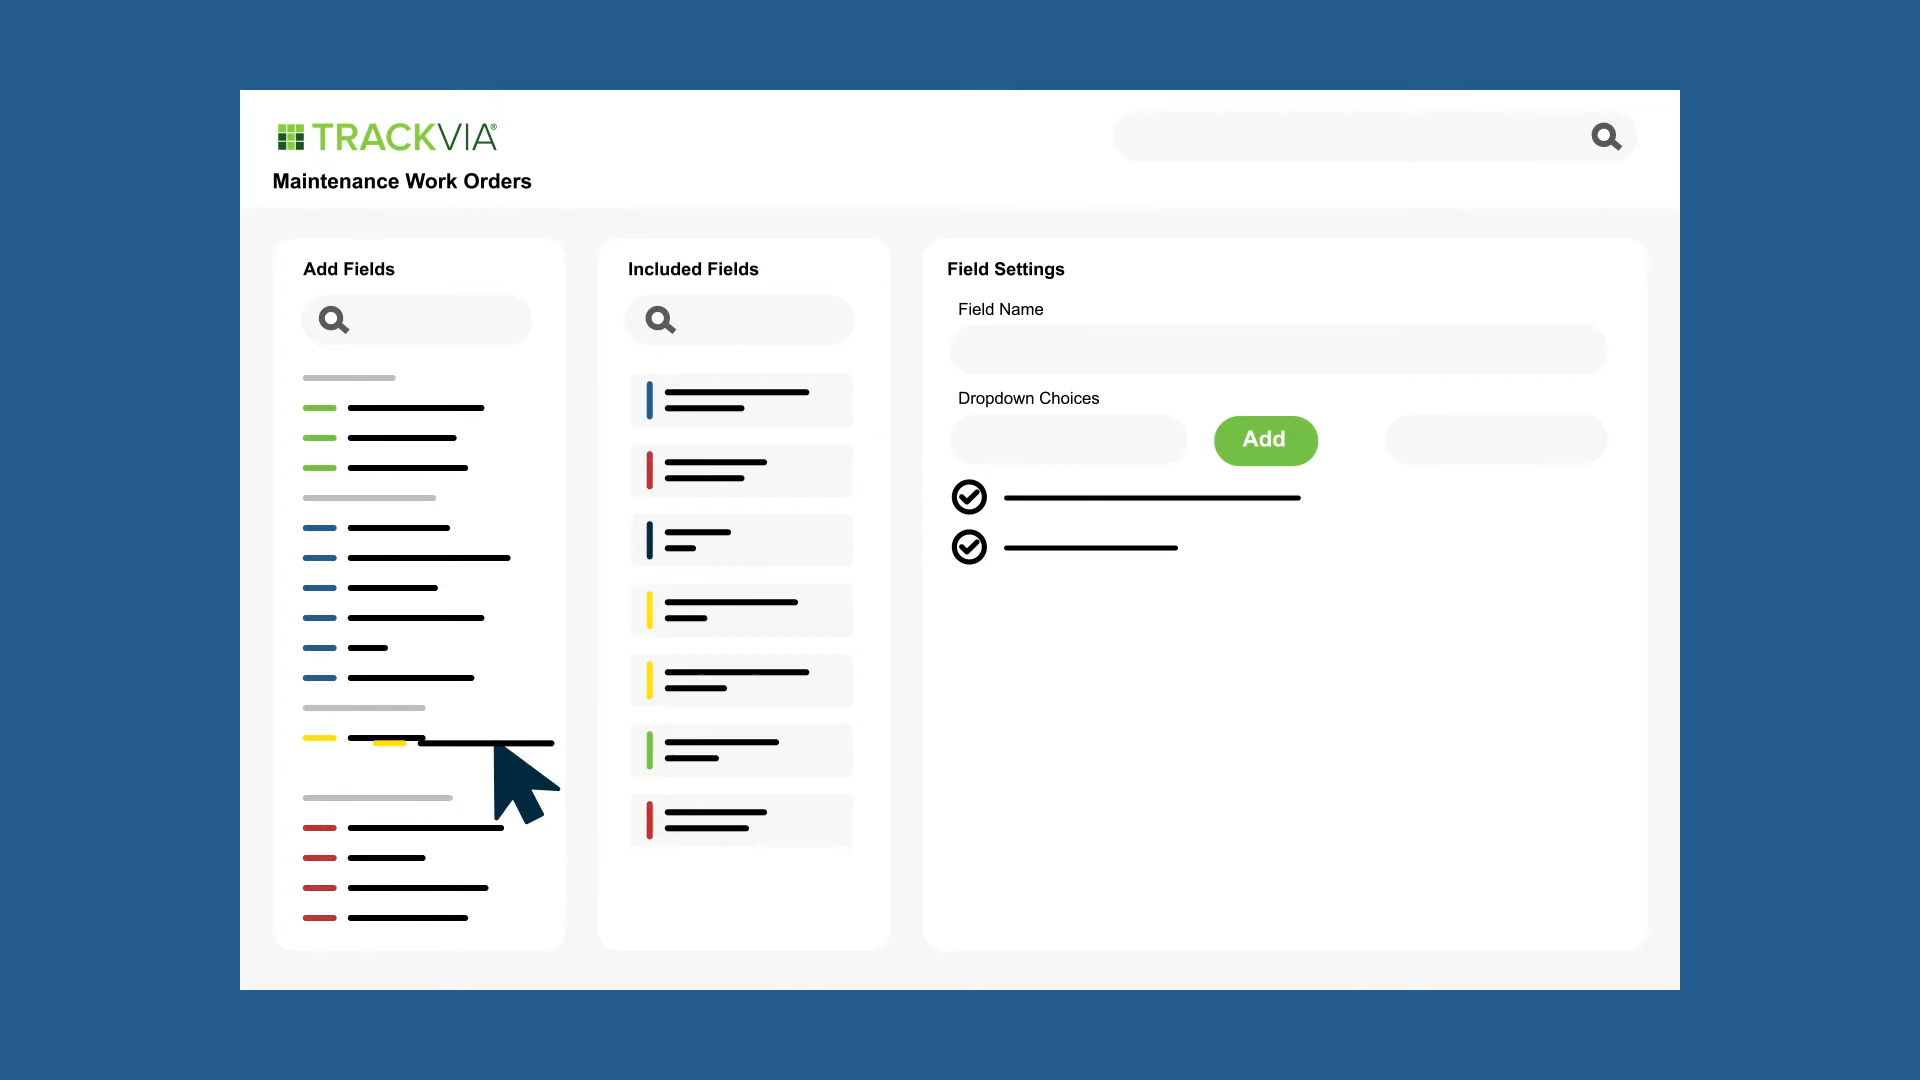 TRACKVIA®
Maintenance Work Orders
Add Fields
Included Fields
Field Settings
Field Name
Dropdown Choices
Add